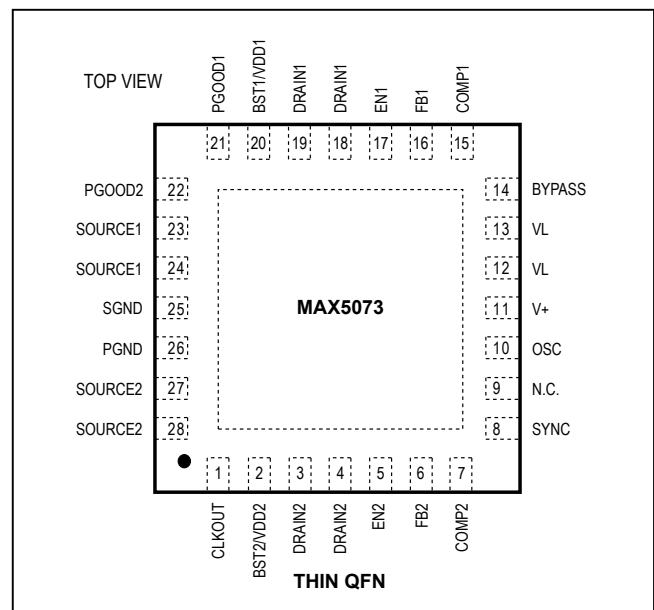 TOP VIEW
PGOOD1
BST1/VDD1
DRAIN1
DRAIN1
EN1
FB1
COMP1
21
20
19
18
17
16
15
PGOOD2 22
SOURCE1 23
SOURCE1 24
SGND 25
PGND 26
SOURCE2 27
SOURCE2 28
MAX5073
14 BYPASS
13 VL
12 VL
11 V+
10 OSC
9 N.C.
8 SYNC
1
2
3
4
5
6
7
CLKOUT
BST2/VDD2
DRAIN2
DRAIN2
EN2
FB2
COMP2
THIN QFN